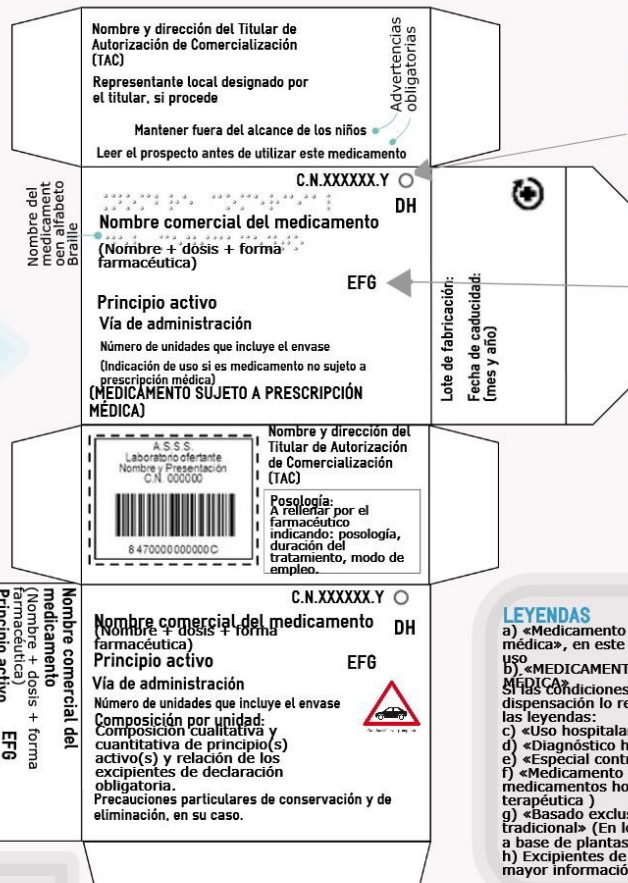 Nombre y dirección del Titular de
Autorización de Comercialización
(TAC)
Representante local designado por
el titular, si procede
Advertencias
obligatorias
Mantener fuera del alcance de los niños
Leer el prospecto antes de utilizar este medicamento
Nombre del
medicament
oen alfabeto
Braille
C.N.XXXXXX.Y
DH
Nombre comercial del medicamento
(Nombre + dosis + forma
farmacéutica)
EFG
Principio activo
Vía de administración
Número de unidades que incluye el envase
(Indicación de uso si es medicamento no sujeto a
prescripción médica)
(MEDICAMENTO SUJETO A PRESCRIPCIÓN
MÉDICA)
Lote de fabricación:
Fecha de caducidad:
(mes y año)
A.S.S.S.
Laboratorio ofertante
Nombre y Presentación
C.N. 000000
8 470000 000000 C
Nombre y dirección del
Titular de Autorización
de Comercialización
(TAC)
Posología:
A rellenar por el
farmacéutico
indicando: posología,
duración del
tratamiento, modo de
empleo.
C.N.XXXXXX.Y
Nombre comercial del medicamento
DH
(Nombre + dosis + forma
farmacéutica)
Principio activo
EFG
Vía de administración
Número de unidades que incluye el envase
Composición por unidad:
Composición cualitativa y
cuantitativa de principio(s)
activo(s) y relación de los
excipientes de declaración
obligatoria.
Precauciones particulares de conservación y de
eliminación, en su caso.
Nombre comercial del
medicamento
(Nombre + dosis + forma
farmacéutica)
Principio activo
EFG
LEYENDAS
a) «Medicamento
médica», en este
uso
b) «MEDICAMENT
MÉDICA»
Si las condiciones
dispensación lo re
las leyendas:
c) «Uso hospitala
d) «Diagnóstico h
e) «Especial contr
f) «Medicamento
medicamentos ho
terapéutica )
g) «Basado exclus
tradicional» (En lo
a base de plantas
h) Excipientes de
mayor informació